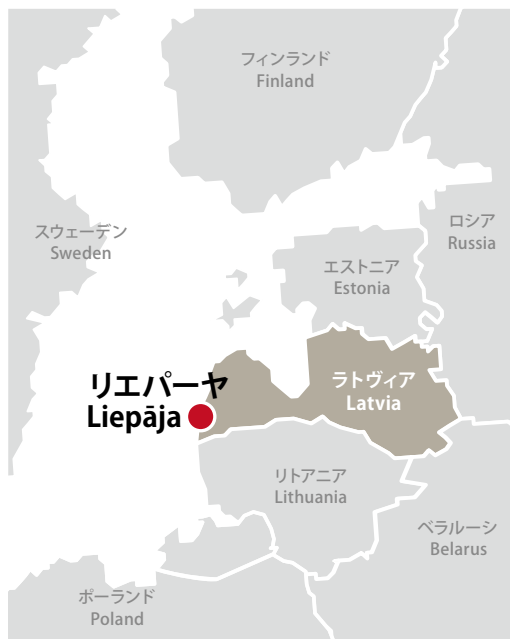 フィンランド
Finland
スウェーデン
Sweden
ロシア
Russia
エストニア
Estonia
リエパーヤ
Liepāja
ラトヴィア
Latvia
リトアニア
Lithuania
ベラルーシ
Belarus
ポーランド
Poland